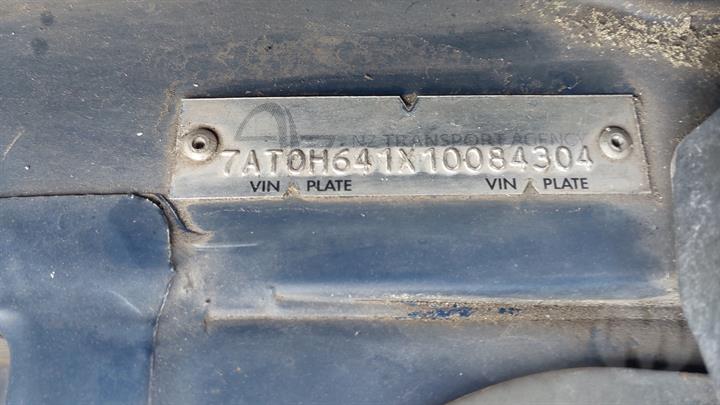 NZ TRANSPORT AGENCY
7AT0H641X10084304
VIN PLATE VIN PLATE